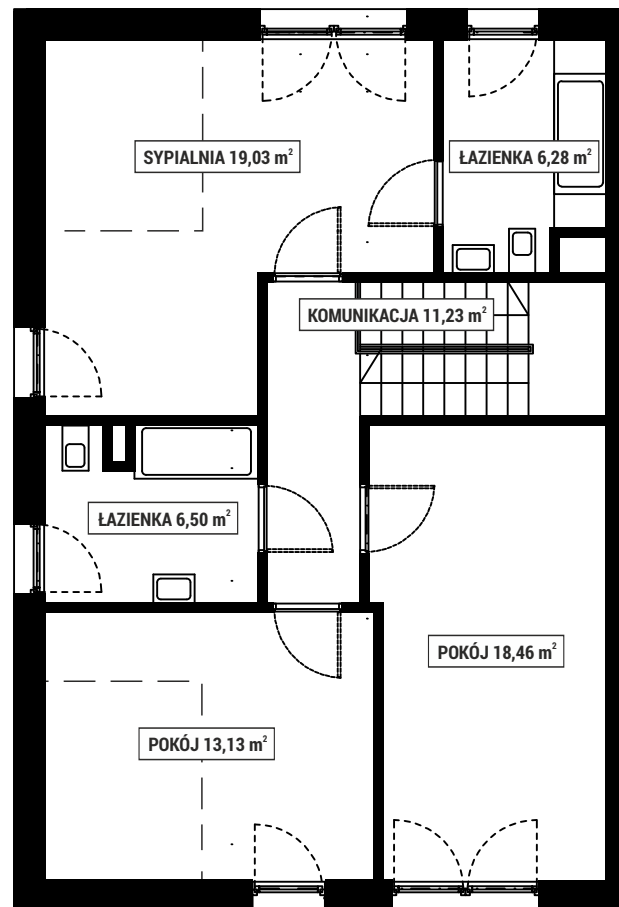 SYPIALNIA 19,03 m²
ŁAZIENKA 6,28 m²
KOMUNIKACJA 11,23 m²
ŁAZIENKA 6,50 m²
POKÓJ 18,46 m²
POKÓJ 13,13 m²